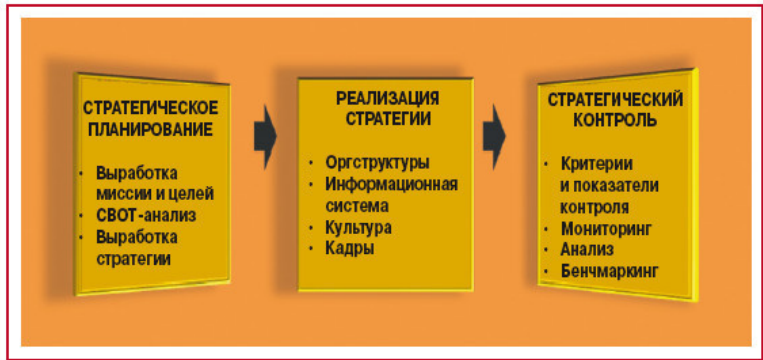 СТРАТЕГИЧЕСКОЕ
ПЛАНИРОВАНИЕ
• Выработка
миссии и целей
• СВОТ-анализ
• Выработка
стратегии
РЕАЛИЗАЦИЯ
СТРАТЕГИИ
• Оргструктуры
• Информационная
система
• Культура
• Кадры
СТРАТЕГИЧЕСКИЙ
КОНТРОЛЬ
• Критерии
и показатели
контроля
• Мониторинг
• Анализ
• Бенчмаркинг